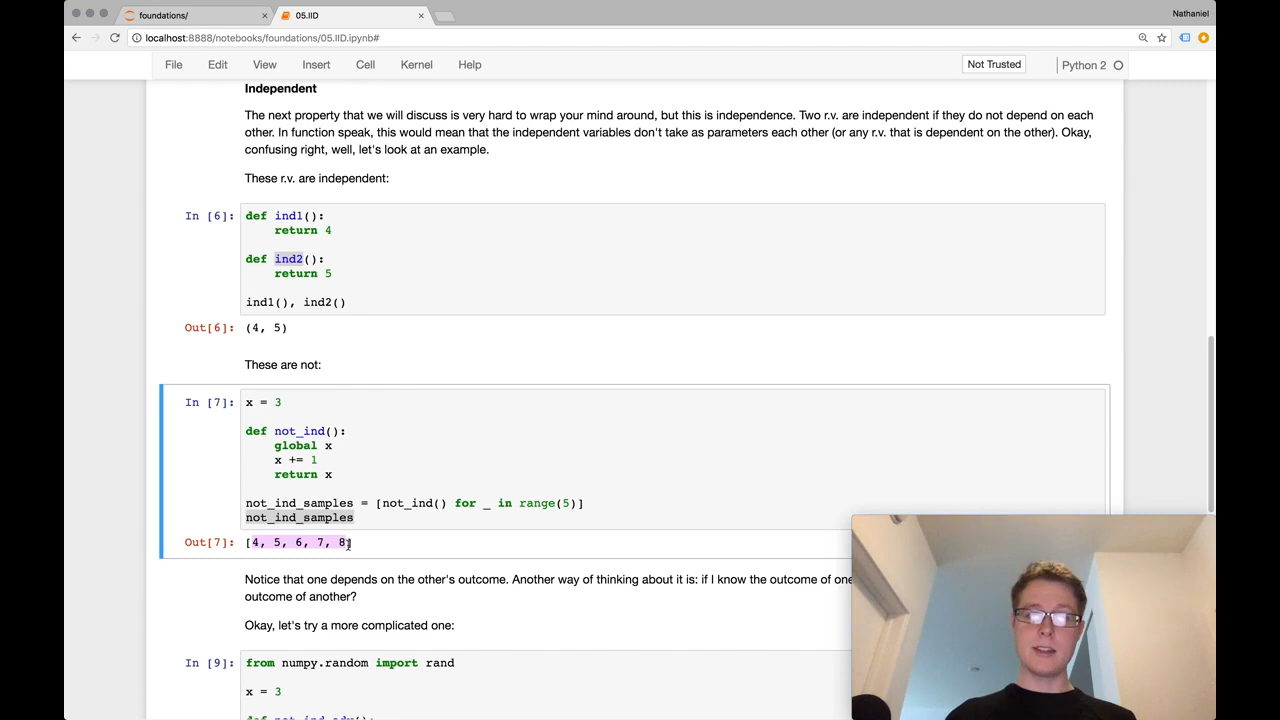 foundations/
05.IID
Nathaniel
localhost:8888/notebooks/foundations/05.IID.ipynb#
File Edit View Insert Cell Kernel Help
Not Trusted
Python 2
Independent
The next property that we will discuss is very hard to wrap your mind around, but this is independence. Two r.v. are independent if they do not depend on each
other. In function speak, this would mean that the independent variables don't take as parameters each other (or any r.v. that is dependent on the other). Okay,
confusing right, well, let's look at an example.
These r.v. are independent:
In [6]: def ind1():
return 4
def ind2():
return 5
ind1(), ind2()
Out[6]: (4, 5)
These are not:
In [7]: x = 3
def not_ind():
global x
x += 1
return x
not_ind_samples = [not_ind() for _ in range(5)]
not_ind_samples
Out[7]: [4, 5, 6, 7, 8]
Notice that one depends on the other's outcome. Another way of thinking about it is: if I know the outcome of one
outcome of another?
Okay, let's try a more complicated one:
In [9]: from numpy.random import rand
x = 3